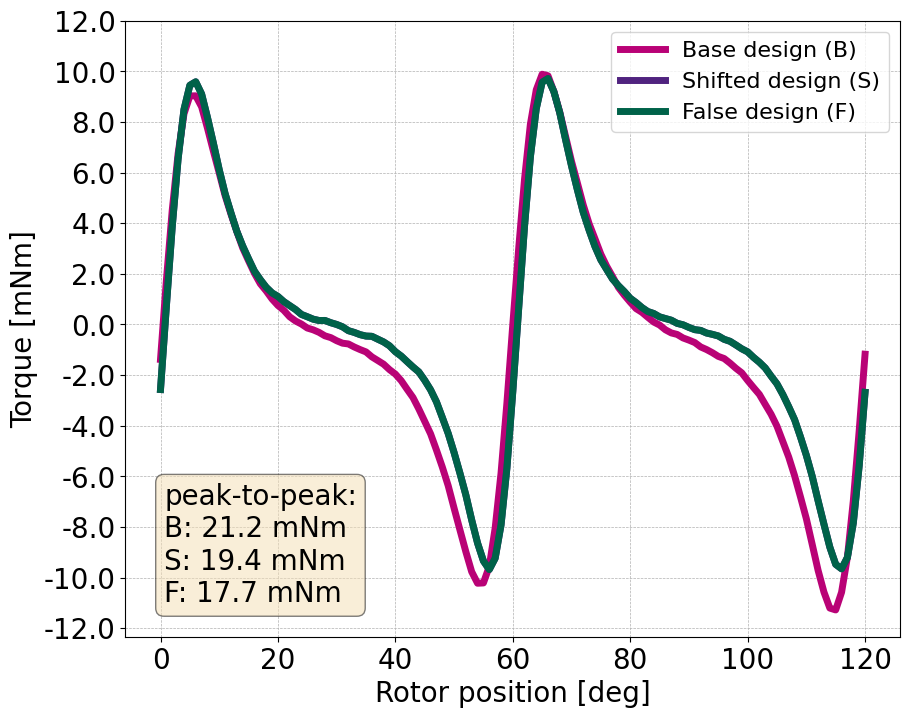 12.0
10.0
8.0
6.0
4.0
2.0
0.0
-2.0
-4.0
-6.0
-8.0
-10.0
-12.0
Torque [mNm]
Base design (B)
Shifted design (S)
False design (F)
peak-to-peak:
B: 21.2 mNm
S: 19.4 mNm
F: 17.7 mNm
0 20 40 60 80 100 120
Rotor position [deg]